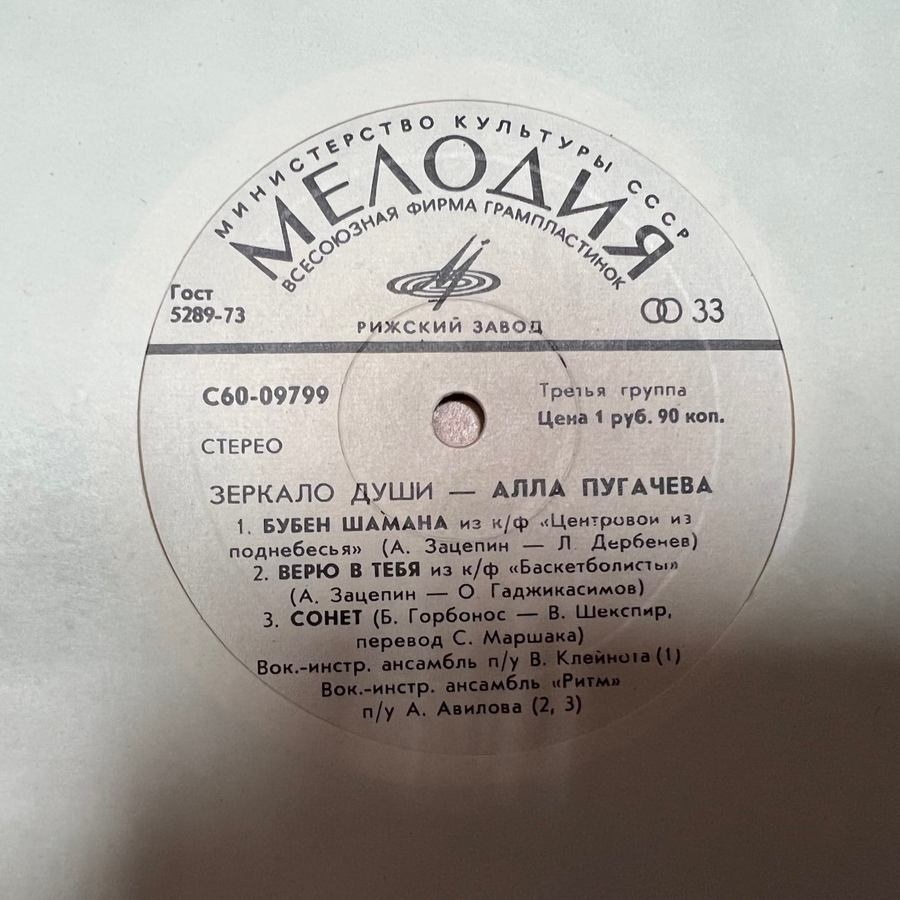 МИНИСТЕРСТВО КУЛЬТУРЫ СССР
МЕЛОДИЯ
ВСЕСОЮЗНАЯ ФИРМА ГРАМПЛАСТИНОК
Гост
5289-73
33
РИЖСКИЙ ЗАВОД
С60-09799
Третья группа
Цена 1 руб. 90 коп.
СТЕРЕО
ЗЕРКАЛО ДУШИ — АЛЛА ПУГАЧЕВА
1. БУБЕН ШАМАНА из к/ф «Центровой из
поднебесья» (А. Зацепин — Л. Дербенев)
2. ВЕРЮ В ТЕБЯ из к/ф «Баскетболисты»
(А. Зацепин — О. Гаджикасимов)
3. СОНЕТ (Б. Горбонос — В. Шекспир,
перевод С. Маршака)
Вок.-инстр. ансамбль п/у В. Клейнота (1)
Вок.-инстр. ансамбль «Ритм»
п/у А. Авилова (2, 3)